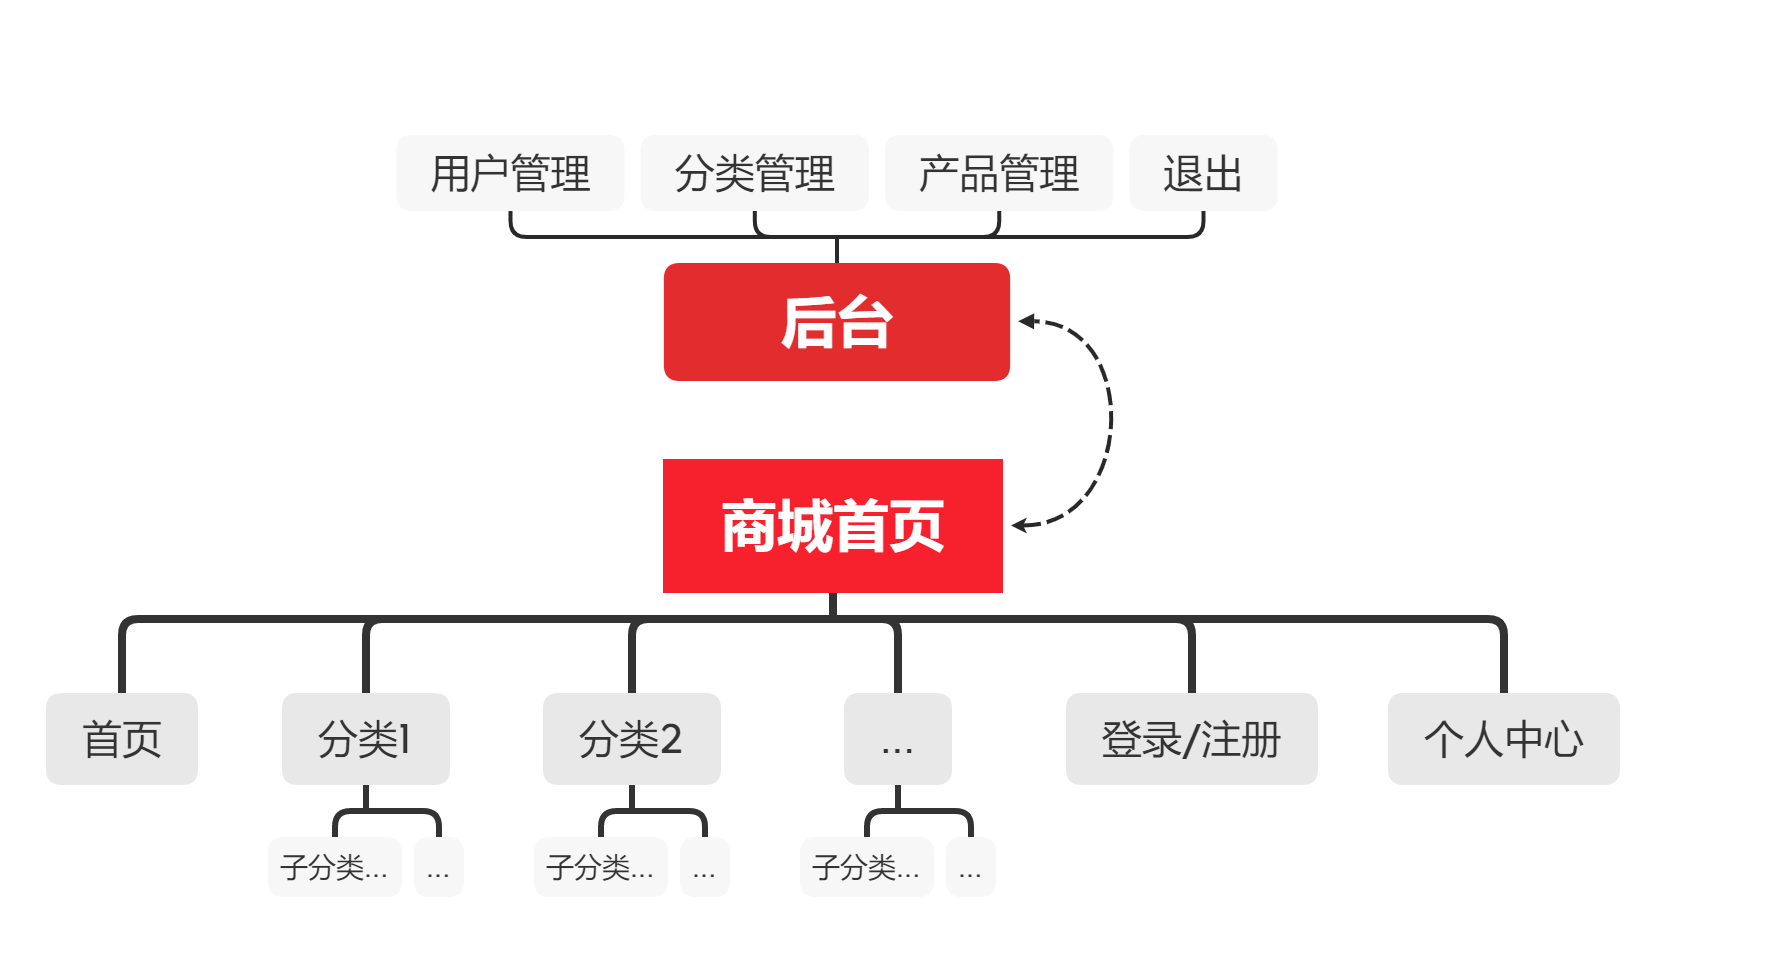 用户管理
分类管理
产品管理
退出
后台
商城首页
首页
分类1
分类2
...
登录/注册
个人中心
子分类...
...
子分类...
...
子分类...
...